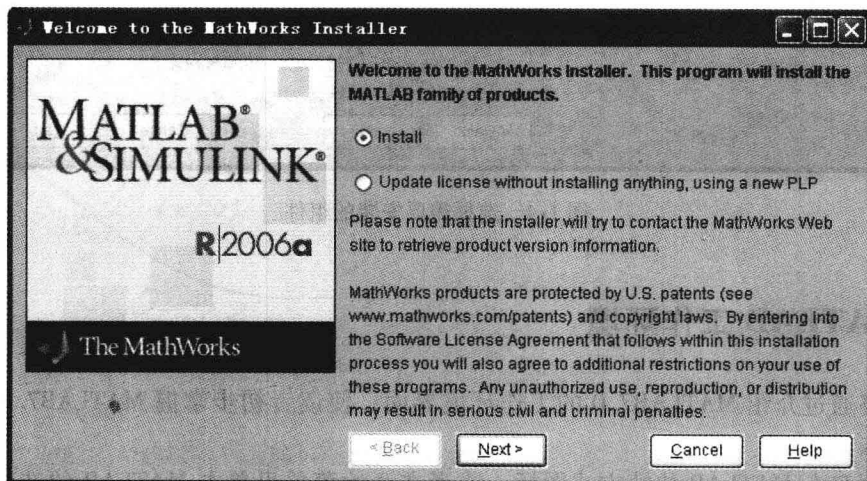 Welcome to the MathWorks Installer
Welcome to the MathWorks Installer. This program will install the
MATLAB family of products.
MATLAB®
&SIMULINK®
R2006a
The MathWorks
Install
Update license without installing anything, using a new PLP
Please note that the installer will try to contact the MathWorks Web
site to retrieve product version information.
MathWorks products are protected by U.S. patents (see
www.mathworks.com/patents) and copyright laws. By entering into
the Software License Agreement that follows within this installation
process you will also agree to additional restrictions on your use of
these programs. Any unauthorized use, reproduction, or distribution
may result in serious civil and criminal penalties.
< Back
Next >
Cancel
Help